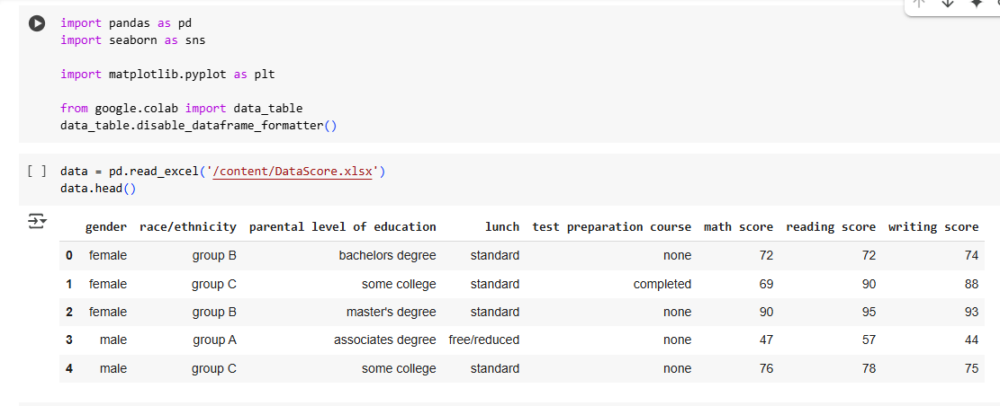 import pandas as pd
import seaborn as sns
import matplotlib.pyplot as plt
from google.colab import data_table
data_table.disable_dataframe_formatter()
[ ] data = pd.read_excel('/content/DataScore.xlsx')
data.head()
gender race/ethnicity parental level of education lunch test preparation course math score reading score writing score
0 female group B bachelors degree standard none 72 72 74
1 female group C some college standard completed 69 90 88
2 female group B master's degree standard none 90 95 93
3 male group A associates degree free/reduced none 47 57 44
4 male group C some college standard none 76 78 75